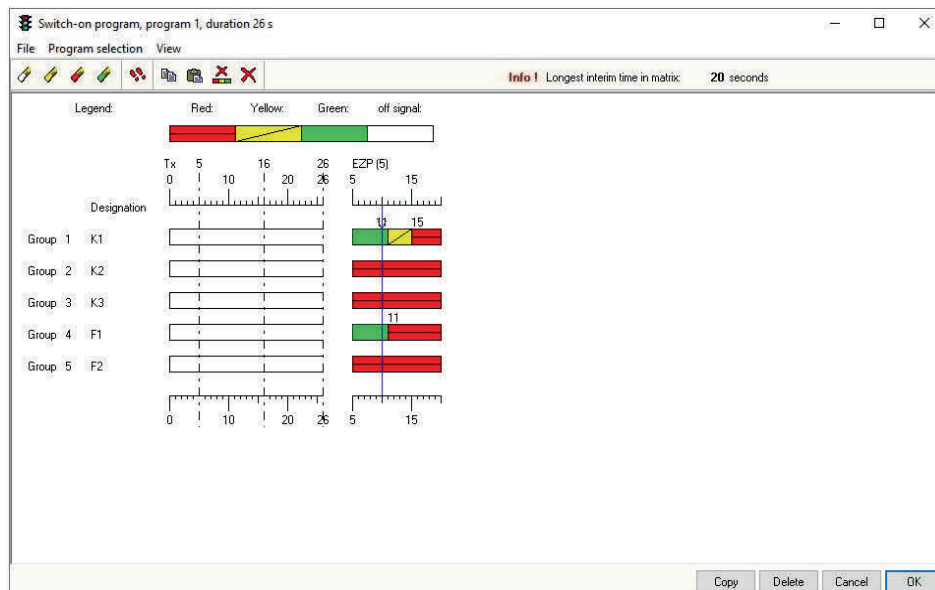 Switch-on program, program 1, duration 26 s
File Program selection View
Info ! Longest interim time in matrix: 20 seconds
Legend: Red: Yellow: Green: off signal:
Tx 5 16 26 EZP (5)
0 10 20 26 5 15
Designation
11 15
Group 1 K1
Group 2 K2
Group 3 K3
11
Group 4 F1
Group 5 F2
0 10 20 26 5 15
5 16 26
Copy Delete Cancel OK